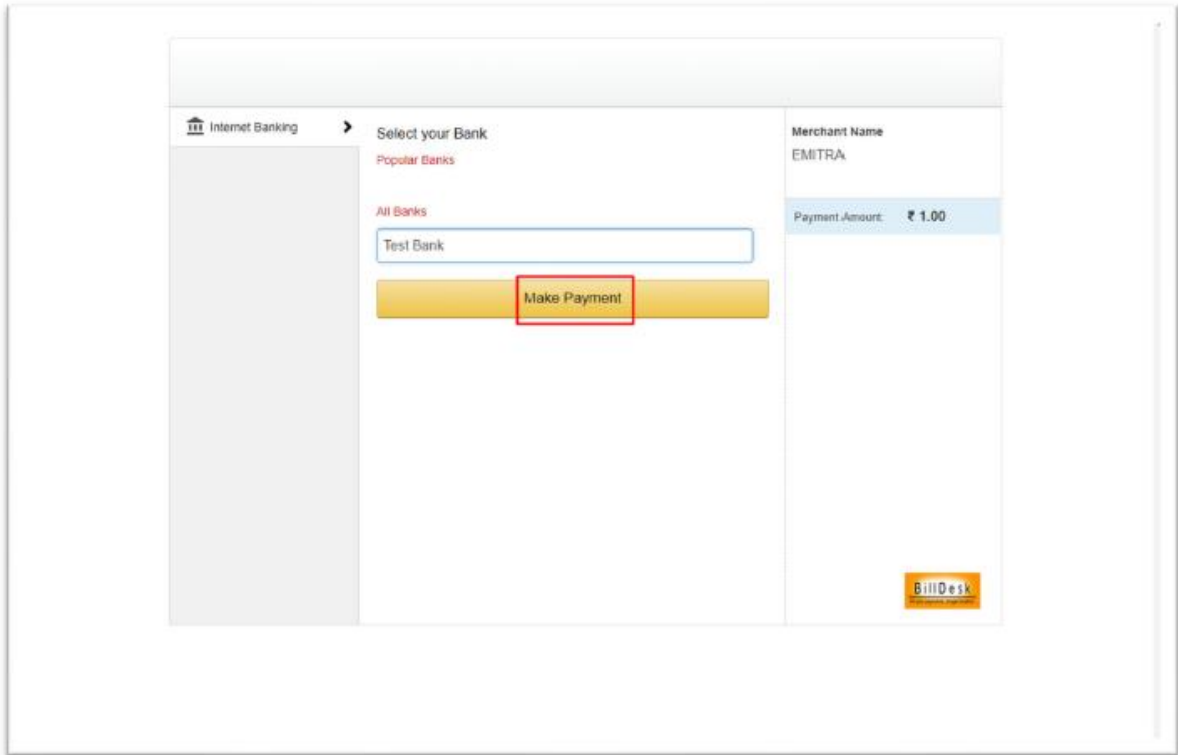 Internet Banking
Select your Bank
Popular Banks
All Banks
Test Bank
Make Payment
Merchant Name
EMITRA
Payment Amount: ₹ 1.00
BillDesk